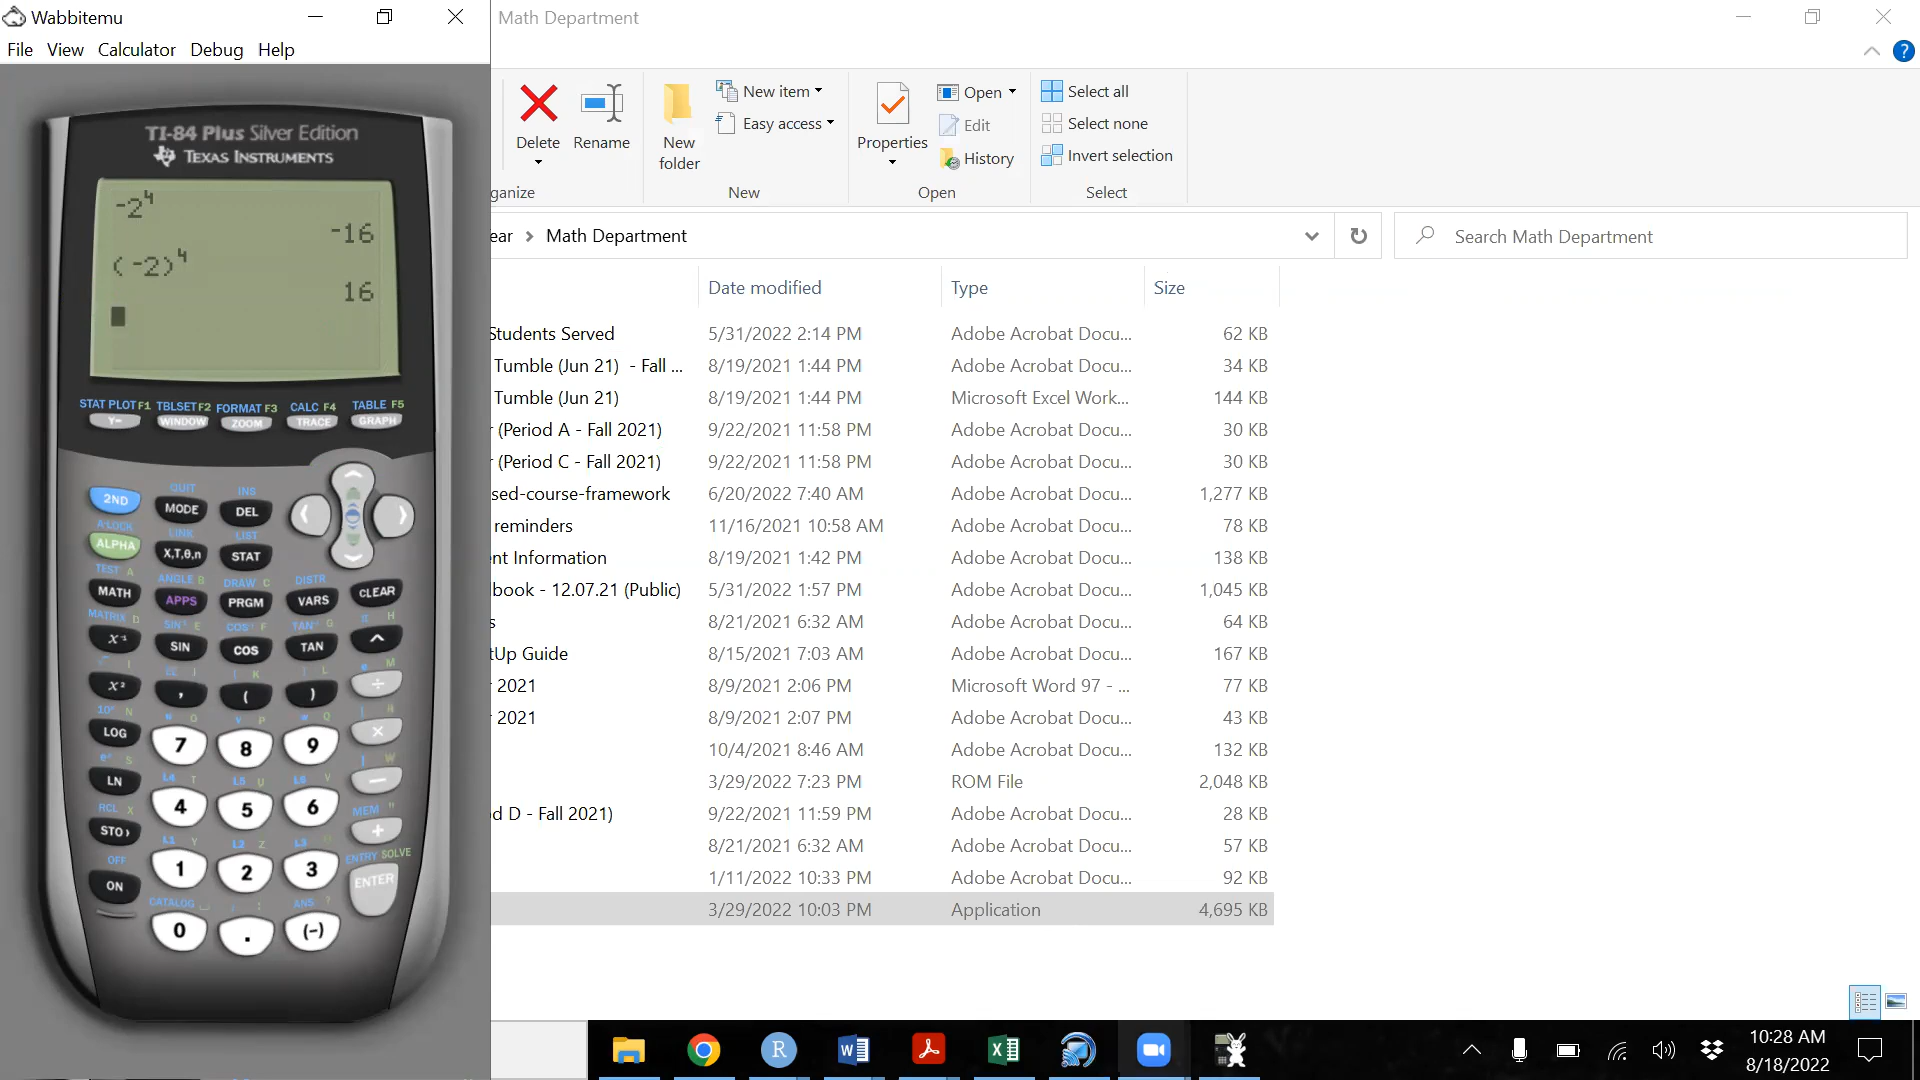 Wabbitemu
File View Calculator Debug Help
TI-84 Plus Silver Edition
TEXAS INSTRUMENTS
-2⁴
-16
(-2)⁴
16
STAT PLOT F1 TBLSET F2 FORMAT F3 CALC F4 TABLE F5
Y= WINDOW ZOOM TRACE GRAPH
QUIT INS
2ND MODE DEL
A-LOCK LINK LIST
ALPHA X,T,θ,n STAT
TEST A ANGLE B DRAW C DISTR
MATH APPS PRGM VARS CLEAR
MATRIX D SIN⁻¹ E COS⁻¹ F TAN⁻¹ G π H
x⁻¹ SIN COS TAN ^
√ I EE J { K } L e M
x² , ( ) ÷
10ˣ N u O v P w Q [ R
LOG 7 8 9 ×
eˣ S L4 T L5 U L6 V ] W
LN 4 5 6 −
RCL X L1 Y L2 Z L3 θ MEM "
STO› 1 2 3 +
OFF CATALOG ⎵ i : ANS ? ENTRY SOLVE
ON 0 . (-) ENTER
Math Department
?
Delete Rename
New folder
New item
Easy access
Properties
Open
Edit
History
Select all
Select none
Invert selection
ganize New Open Select
ear > Math Department
Search Math Department
Date modified Type Size
Students Served 5/31/2022 2:14 PM Adobe Acrobat Docu... 62 KB
Tumble (Jun 21) - Fall ... 8/19/2021 1:44 PM Adobe Acrobat Docu... 34 KB
Tumble (Jun 21) 8/19/2021 1:44 PM Microsoft Excel Work... 144 KB
r (Period A - Fall 2021) 9/22/2021 11:58 PM Adobe Acrobat Docu... 30 KB
r (Period C - Fall 2021) 9/22/2021 11:58 PM Adobe Acrobat Docu... 30 KB
sed-course-framework 6/20/2022 7:40 AM Adobe Acrobat Docu... 1,277 KB
reminders 11/16/2021 10:58 AM Adobe Acrobat Docu... 78 KB
nt Information 8/19/2021 1:42 PM Adobe Acrobat Docu... 138 KB
book - 12.07.21 (Public) 5/31/2022 1:57 PM Adobe Acrobat Docu... 1,045 KB
s 8/21/2021 6:32 AM Adobe Acrobat Docu... 64 KB
tUp Guide 8/15/2021 7:03 AM Adobe Acrobat Docu... 167 KB
r 2021 8/9/2021 2:06 PM Microsoft Word 97 - ... 77 KB
r 2021 8/9/2021 2:07 PM Adobe Acrobat Docu... 43 KB
10/4/2021 8:46 AM Adobe Acrobat Docu... 132 KB
3/29/2022 7:23 PM ROM File 2,048 KB
d D - Fall 2021) 9/22/2021 11:59 PM Adobe Acrobat Docu... 28 KB
8/21/2021 6:32 AM Adobe Acrobat Docu... 57 KB
1/11/2022 10:33 PM Adobe Acrobat Docu... 92 KB
3/29/2022 10:03 PM Application 4,695 KB
10:28 AM
8/18/2022